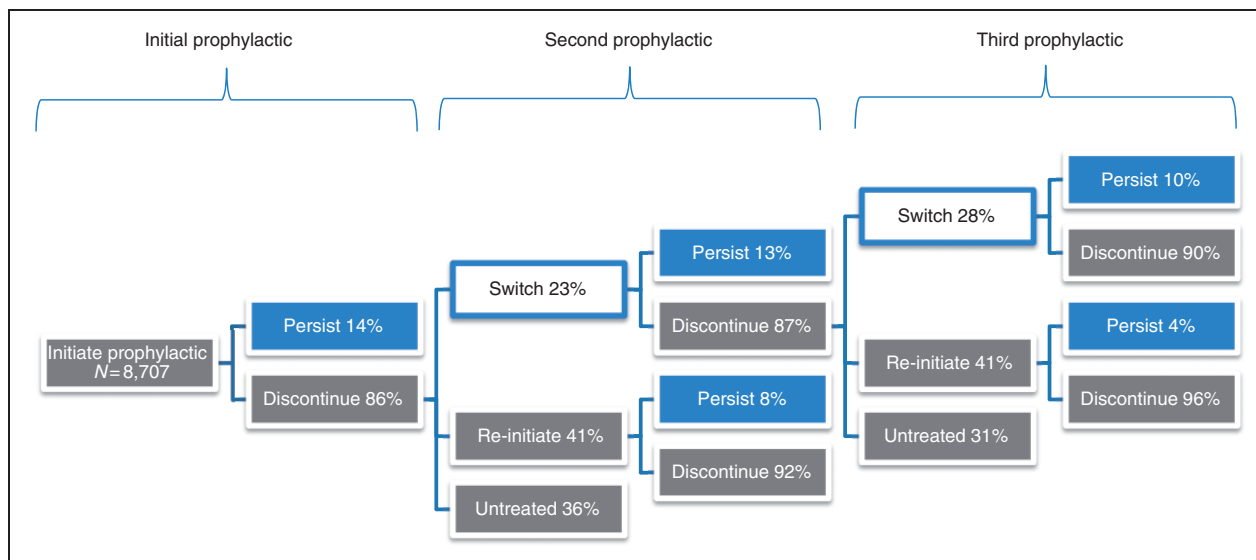 Initial prophylactic
Second prophylactic
Third prophylactic
Initiate prophylactic
N=8,707
Persist 14%
Discontinue 86%
Switch 23%
Persist 13%
Discontinue 87%
Re-initiate 41%
Persist 8%
Discontinue 92%
Untreated 36%
Switch 28%
Persist 10%
Discontinue 90%
Re-initiate 41%
Persist 4%
Discontinue 96%
Untreated 31%